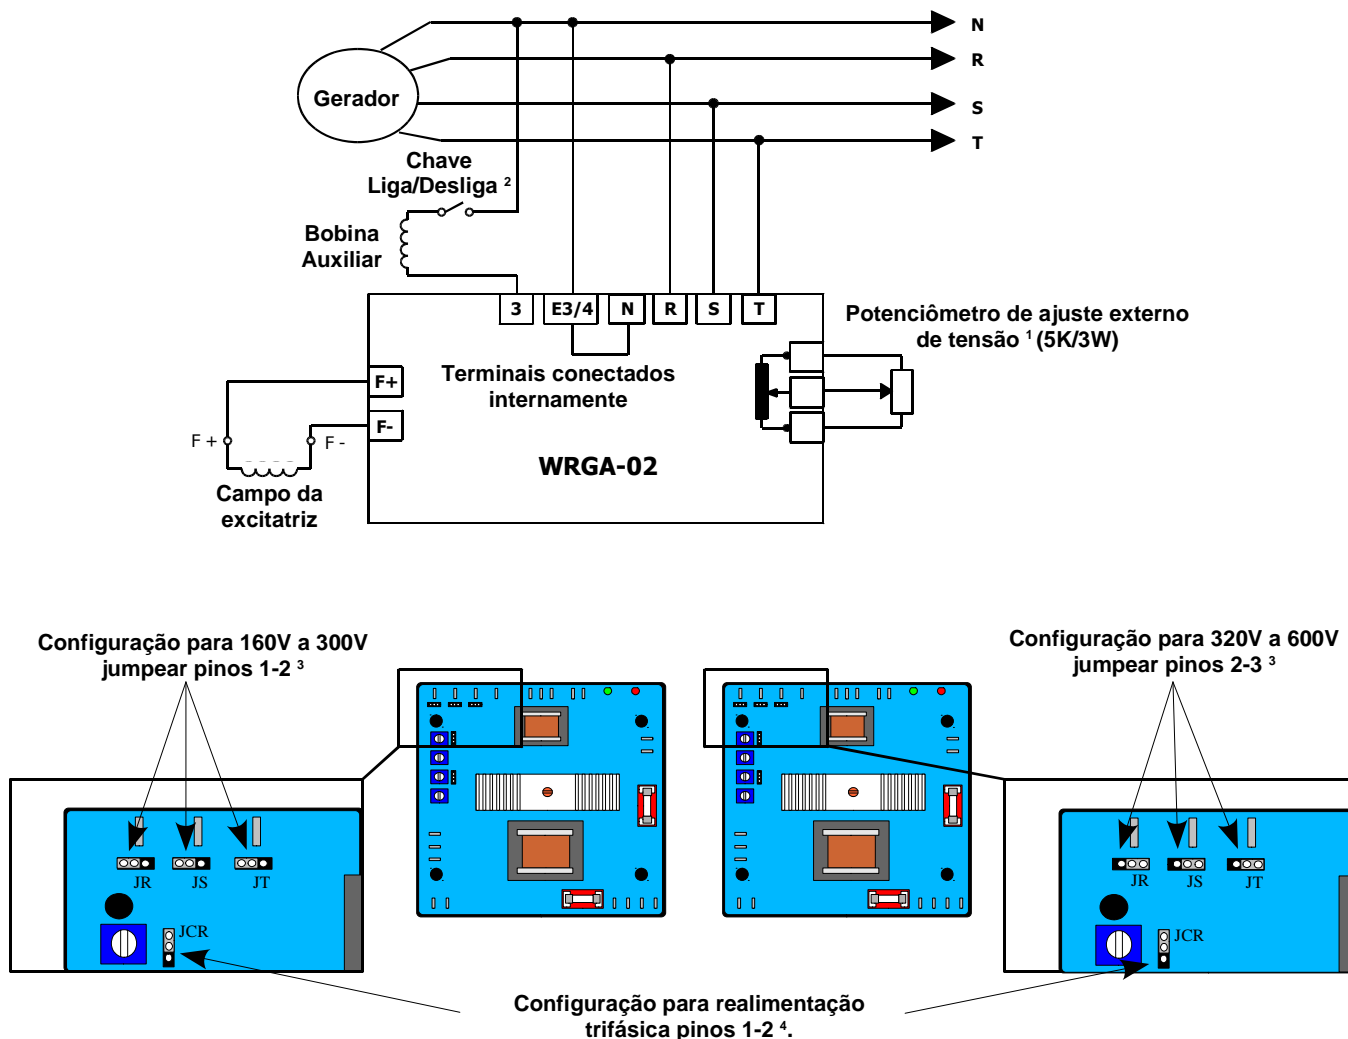 N
R
Gerador
S
T
Chave
Liga/Desliga ²
Bobina
Auxiliar
3 E3/4 N R S T
Potenciômetro de ajuste externo
de tensão ¹ (5K/3W)
Terminais conectados
internamente
F+
F-
F + F -
WRGA-02
Campo da
excitatriz
Configuração para 160V a 300V
jumpear pinos 1-2 ³
Configuração para 320V a 600V
jumpear pinos 2-3 ³
JR JS JT
JCR
JR JS JT
JCR
Configuração para realimentação
trifásica pinos 1-2 ⁴.